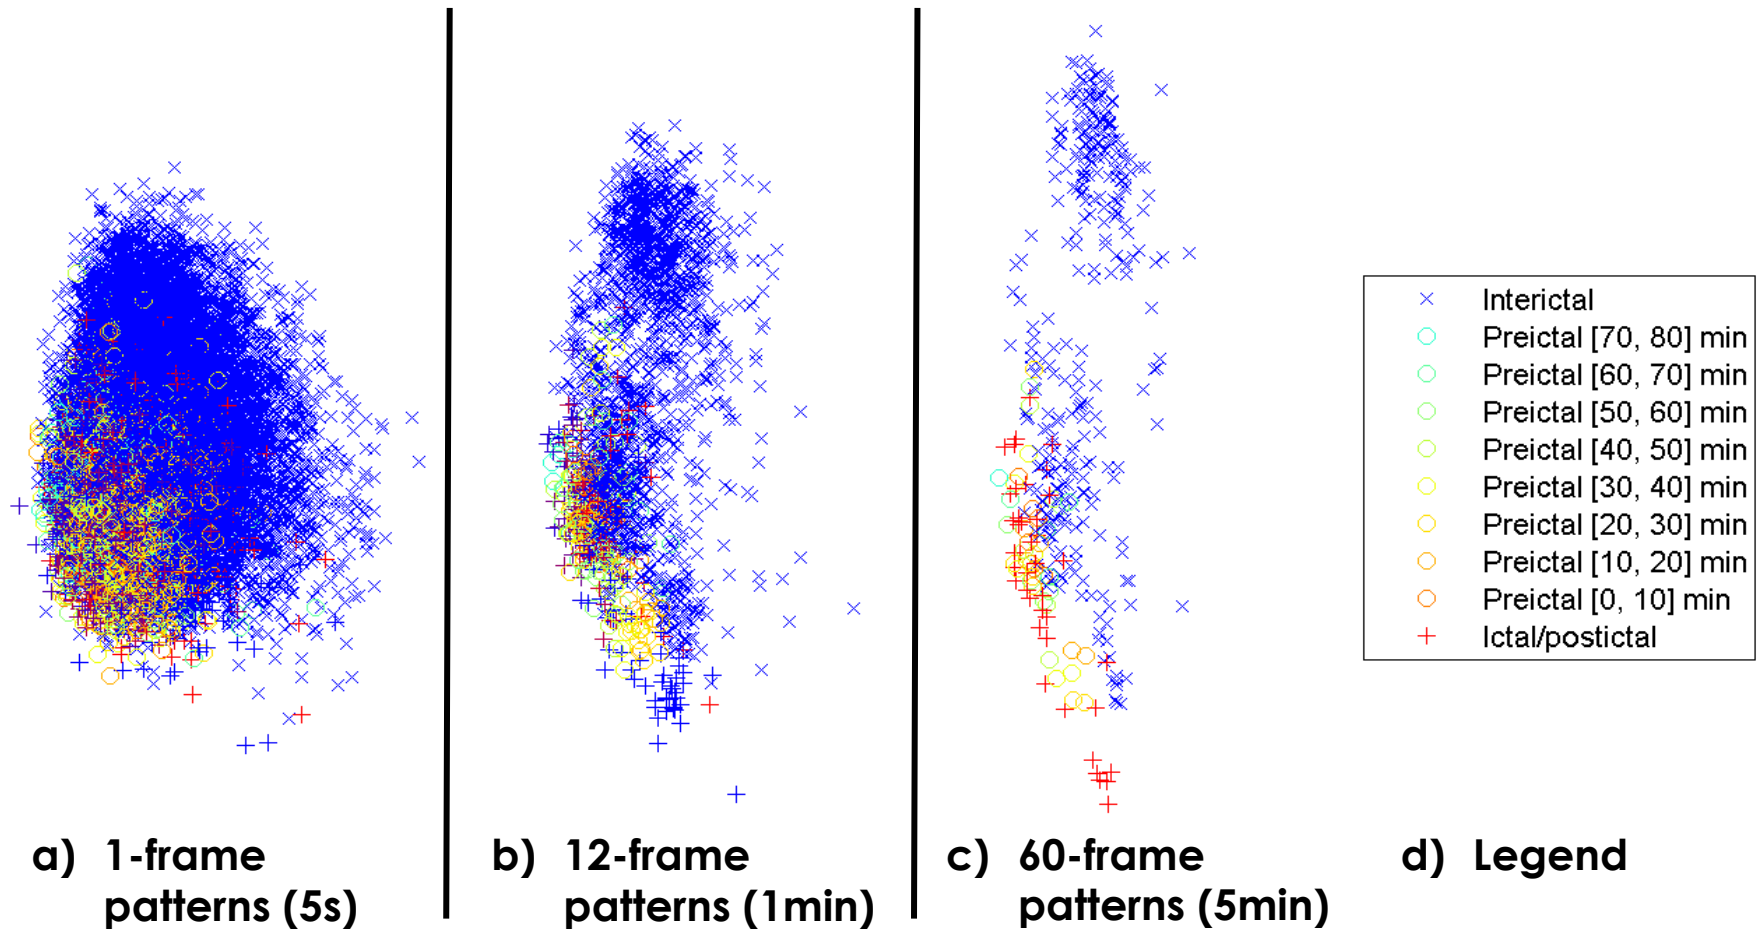 Interictal
Preictal [70, 80] min
Preictal [60, 70] min
Preictal [50, 60] min
Preictal [40, 50] min
Preictal [30, 40] min
Preictal [20, 30] min
Preictal [10, 20] min
Preictal [0, 10] min
Ictal/postictal
a) 1-frame
patterns (5s)
b) 12-frame
patterns (1min)
c) 60-frame
patterns (5min)
d) Legend